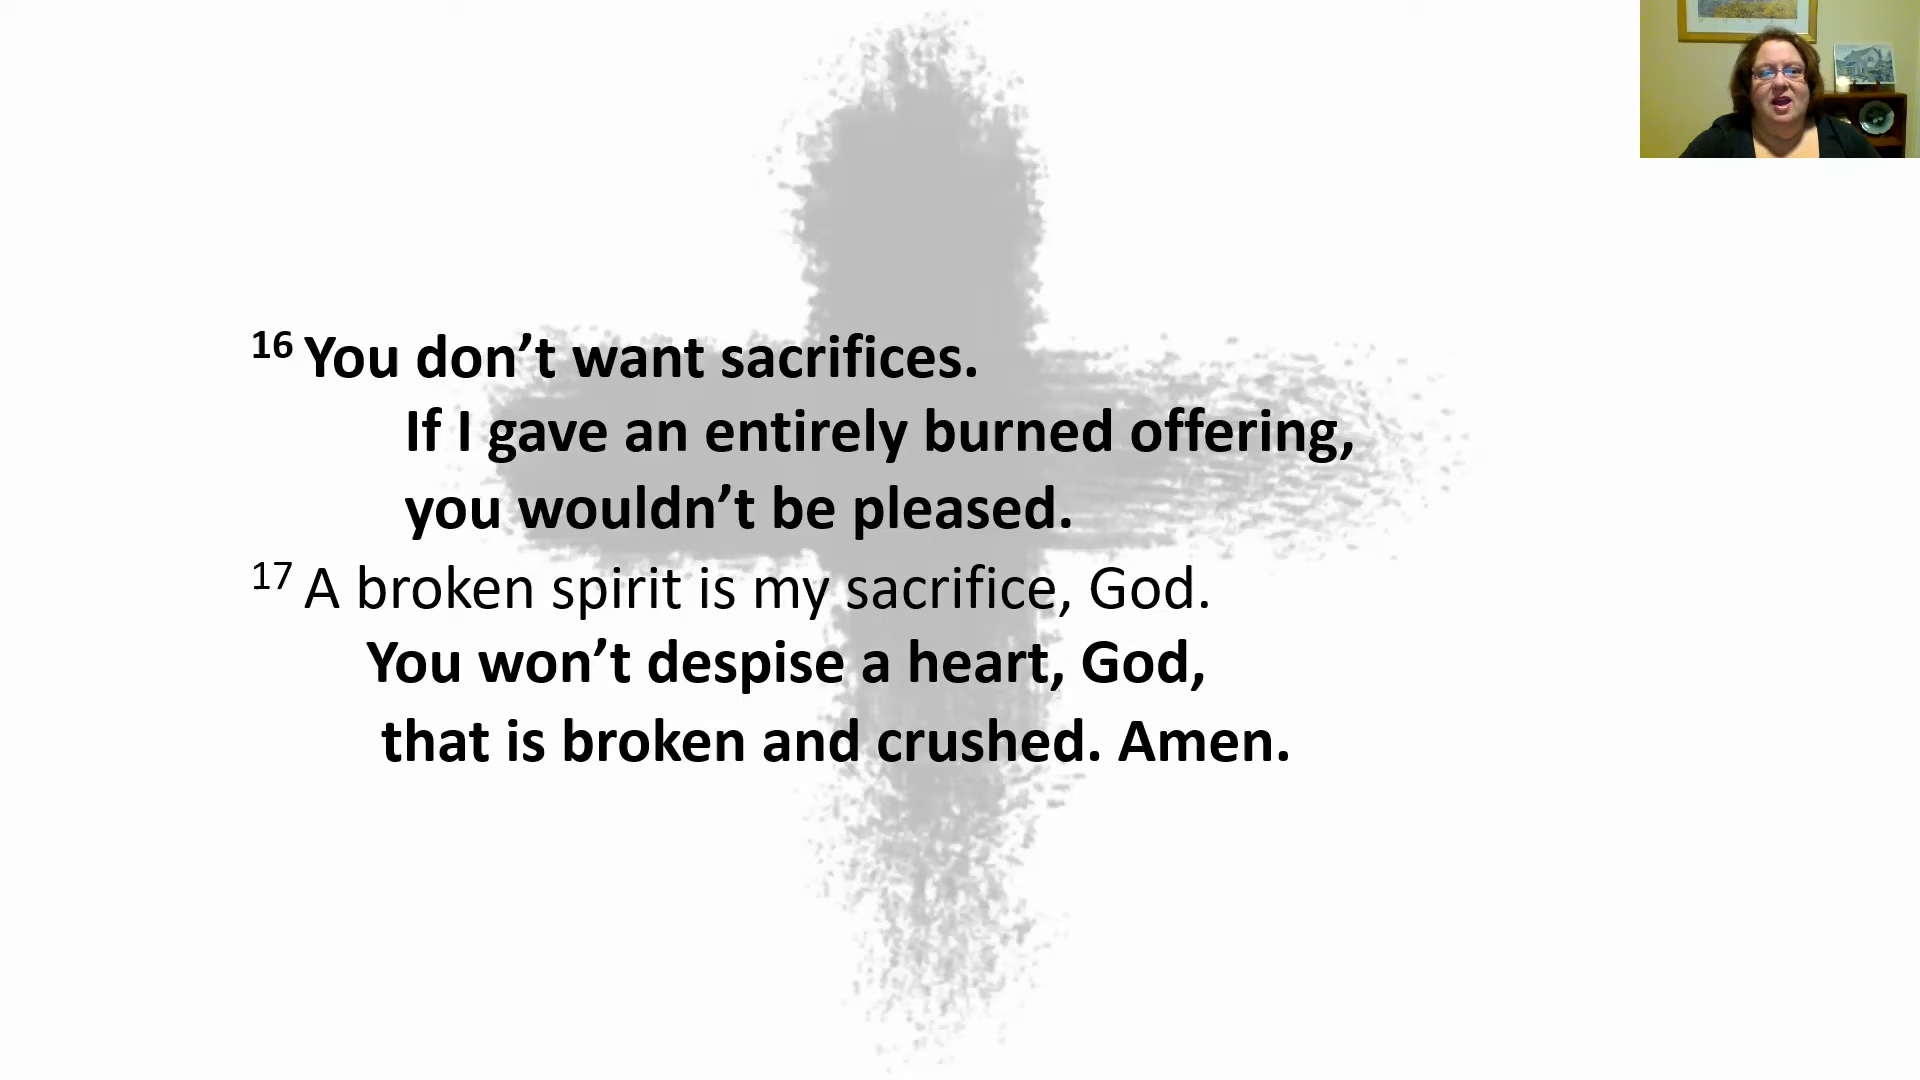 16 You don’t want sacrifices.
If I gave an entirely burned offering,
you wouldn’t be pleased.
17 A broken spirit is my sacrifice, God.
You won’t despise a heart, God,
that is broken and crushed. Amen.